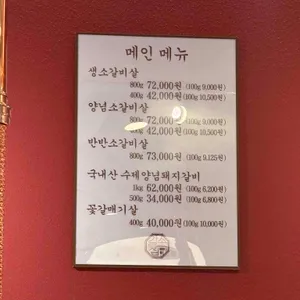 메인 메뉴
생소갈비살
800g 72,000원 (100g 9,000원)
400g 42,000원 (100g 10,500원)
양념소갈비살
800g 72,000원 (100g 9,000원)
400g 42,000원 (100g 10,500원)
반반소갈비살
800g 73,000원 (100g 9,125원)
국내산 수제양념돼지갈비
1kg 62,000원 (100g 6,200원)
500g 34,000원 (100g 6,800원)
꽃갈매기살
400g 40,000원 (100g 10,000원)